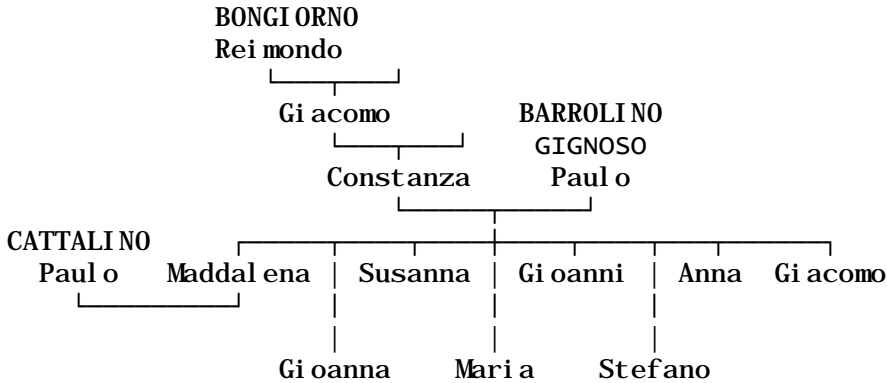 BONGIORNO
Reimondo
Giacomo BARROLINO
GIGNOSO
Constanza Paulo
CATTALINO
Paulo Maddalena Susanna Gioanni Anna Giacomo
Gioanna Maria Stefano